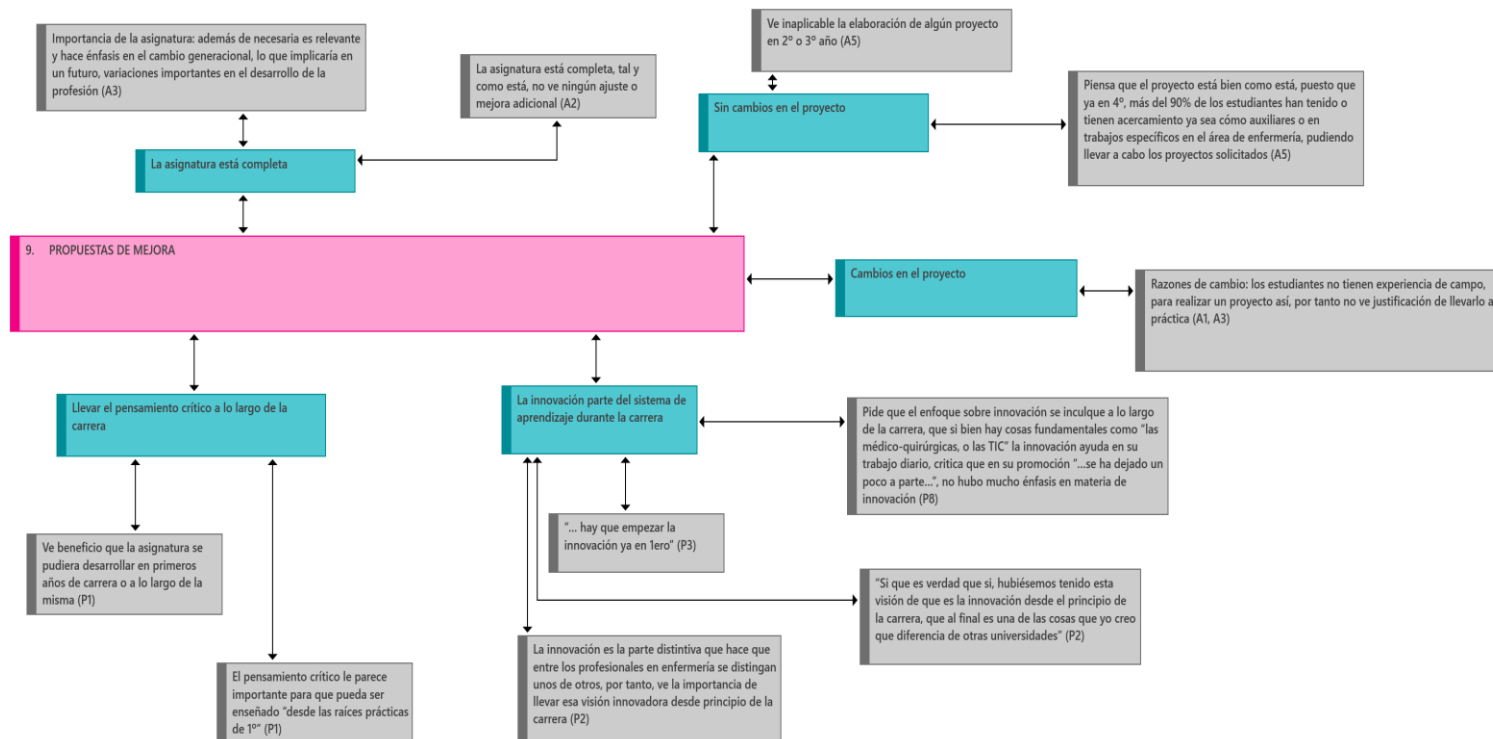 Importancia de la asignatura: además de necesaria es relevante
y hace énfasis en el cambio generacional, lo que implicaría en
un futuro, variaciones importantes en el desarrollo de la
profesión (A3)
La asignatura está completa, tal y
como está, no ve ningún ajuste o
mejora adicional (A2)
Ve inaplicable la elaboración de algún proyecto
en 2º o 3º año (A5)
Piensa que el proyecto está bien como está, puesto que
ya en 4º, más del 90% de los estudiantes han tenido o
tienen acercamiento ya sea cómo auxiliares o en
trabajos específicos en el área de enfermería, pudiendo
llevar a cabo los proyectos solicitados (A5)
Sin cambios en el proyecto
La asignatura está completa
9. PROPUESTAS DE MEJORA
Cambios en el proyecto
Razones de cambio: los estudiantes no tienen experiencia de campo,
para realizar un proyecto así, por tanto no ve justificación de llevarlo a
práctica (A1, A3)
Llevar el pensamiento crítico a lo largo de la
carrera
La innovación parte del sistema de
aprendizaje durante la carrera
Pide que el enfoque sobre innovación se inculque a lo largo
de la carrera, que si bien hay cosas fundamentales como "las
médico-quirúrgicas, o las TIC" la innovación ayuda en su
trabajo diario, critica que en su promoción "...se ha dejado un
poco a parte...", no hubo mucho énfasis en materia de
innovación (P8)
"... hay que empezar la
innovación ya en 1ero" (P3)
Ve beneficio que la asignatura se
pudiera desarrollar en primeros
años de carrera o a lo largo de la
misma (P1)
"Si que es verdad que si, hubiésemos tenido esta
visión de que es la innovación desde el principio de
la carrera, que al final es una de las cosas que yo creo
que diferencia de otras universidades" (P2)
La innovación es la parte distintiva que hace que
entre los profesionales en enfermería se distingan
unos de otros, por tanto, ve la importancia de
llevar esa visión innovadora desde principio de la
carrera (P2)
El pensamiento crítico le parece
importante para que pueda ser
enseñado "desde las raíces prácticas
de 1º" (P1)